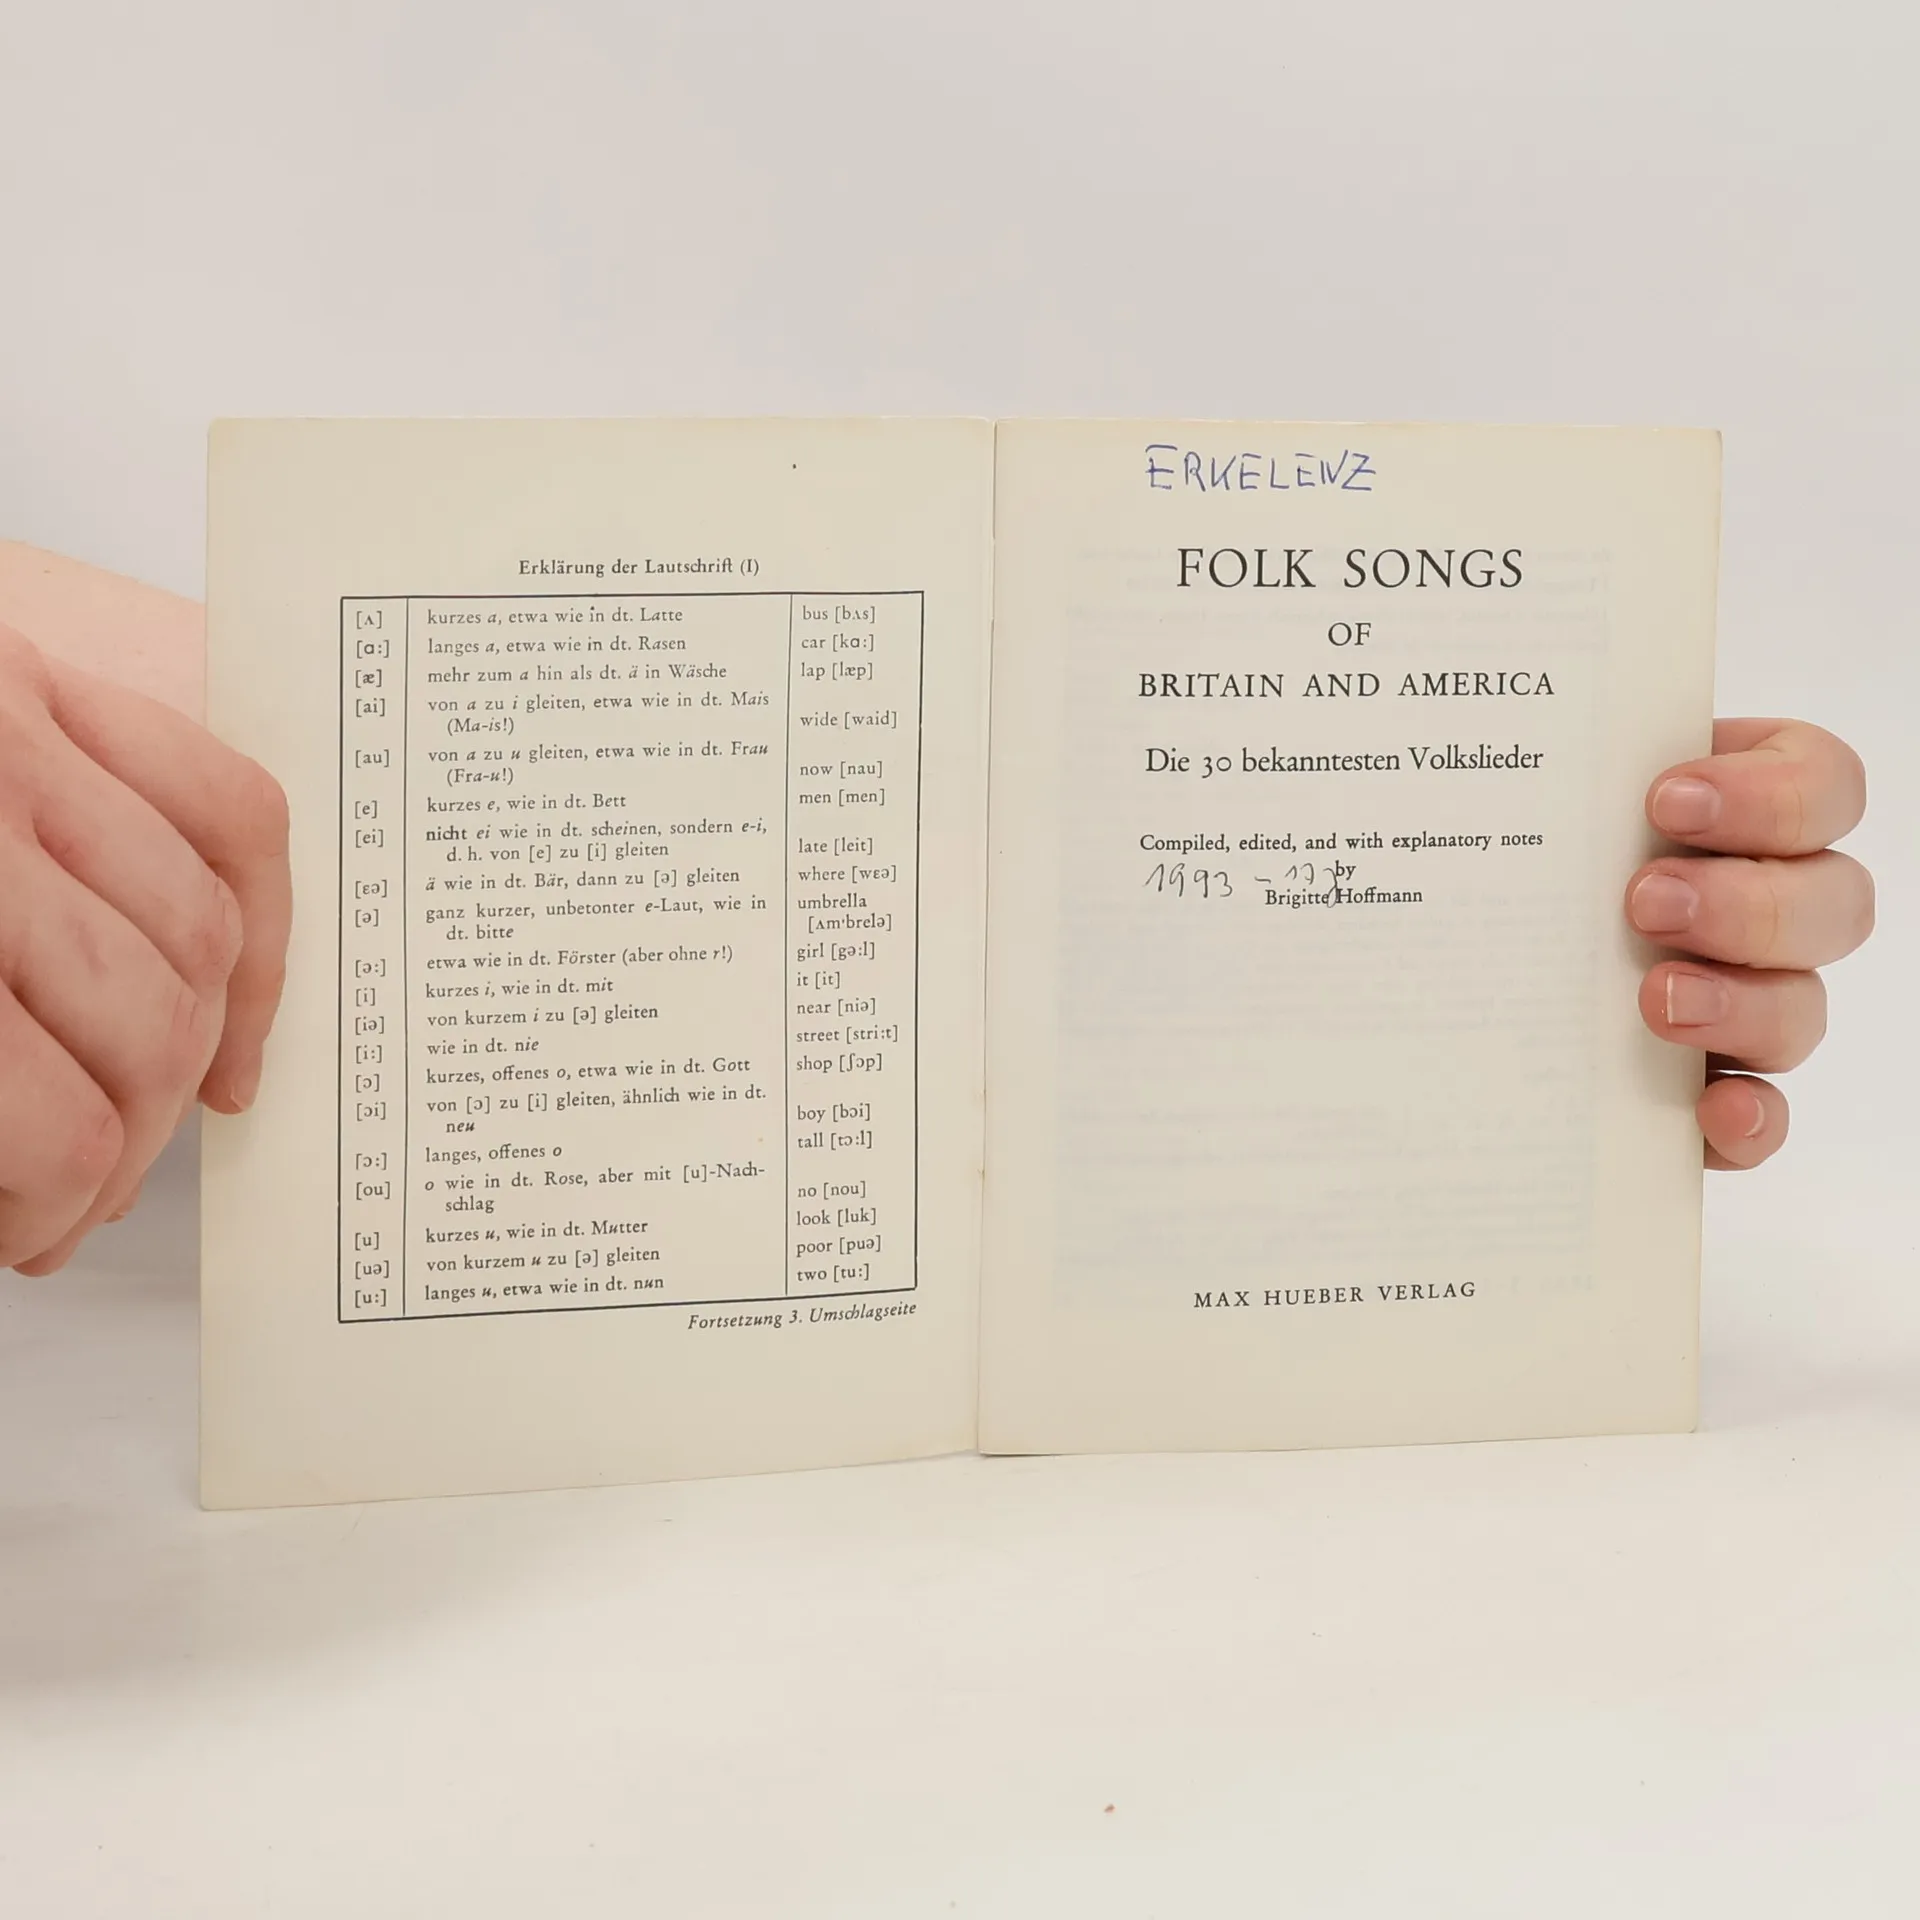 Erklärung der Lautschrift (I)
[ʌ] kurzes a, etwa wie in dt. Latte bus [bʌs]
[ɑ:] langes a, etwa wie in dt. Rasen car [kɑ:]
[æ] mehr zum a hin als dt. ä in Wäsche lap [læp]
[ai] von a zu i gleiten, etwa wie in dt. Mais
(Ma-is!) wide [waid]
[au] von a zu u gleiten, etwa wie in dt. Frau
(Fra-u!) now [nau]
[e] kurzes e, wie in dt. Bett men [men]
[ei] nicht ei wie in dt. scheinen, sondern e-i,
d. h. von [e] zu [i] gleiten late [leit]
[ɛə] ä wie in dt. Bär, dann zu [ə] gleiten where [wɛə]
[ə] ganz kurzer, unbetonter e-Laut, wie in umbrella
dt. bitte [ʌm'brelə]
[ə:] etwa wie in dt. Förster (aber ohne r!) girl [gə:l]
[i] kurzes i, wie in dt. mit it [it]
[iə] von kurzem i zu [ə] gleiten near [niə]
[i:] wie in dt. nie street [stri:t]
[ɔ] kurzes, offenes o, etwa wie in dt. Gott shop [ʃɔp]
[ɔi] von [ɔ] zu [i] gleiten, ähnlich wie in dt.
neu boy [bɔi]
[ɔ:] langes, offenes o tall [tɔ:l]
[ou] o wie in dt. Rose, aber mit [u]-Nach-
schlag no [nou]
[u] kurzes u, wie in dt. Mutter look [luk]
[uə] von kurzem u zu [ə] gleiten poor [puə]
[u:] langes u, etwa wie in dt. nun two [tu:]
Fortsetzung 3. Umschlagseite
ERKELENZ
FOLK SONGS
OF
BRITAIN AND AMERICA
Die 30 bekanntesten Volkslieder
Compiled, edited, and with explanatory notes
by
1993 -
Brigitte Hoffmann
MAX HUEBER VERLAG